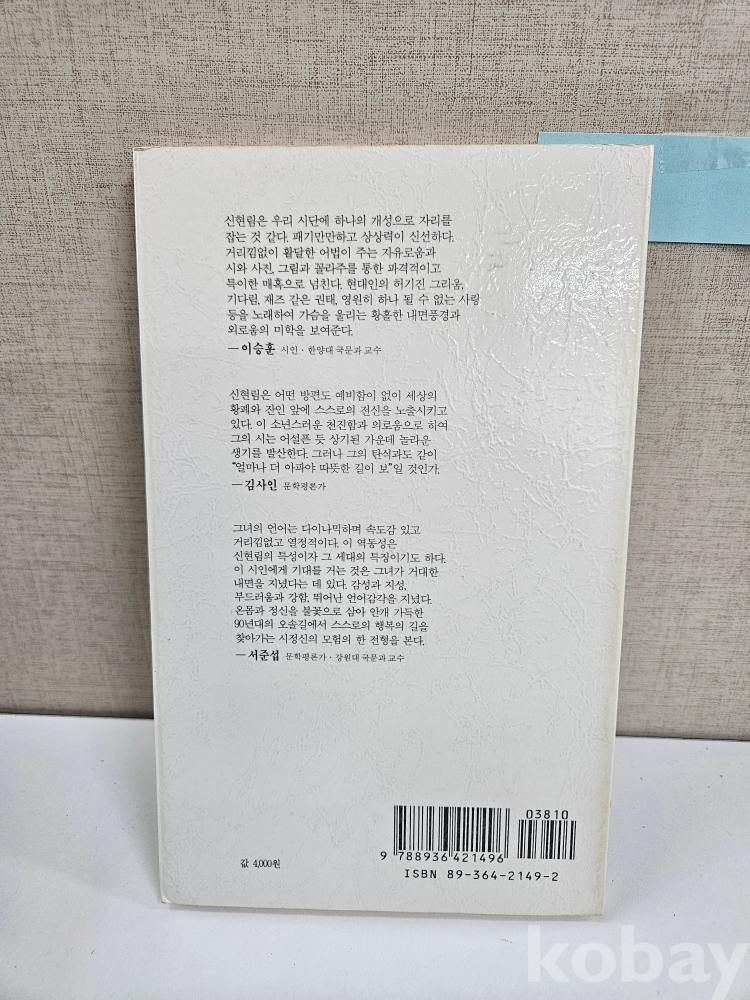 신현림은 우리 시단에 하나의 개성으로 자리를
잡는 것 같다. 패기만만하고 상상력이 신선하다.
거리낌없이 활달한 어법이 주는 자유로움과
시와 사진, 그림과 꼴라주를 통한 파격적이고
특이한 매혹으로 넘친다. 현대인의 허기진 그리움,
기다림, 재즈 같은 권태, 영원히 하나 될 수 없는 사랑
등을 노래하여 가슴을 울리는 황홀한 내면풍경과
외로움의 미학을 보여준다.
─이승훈 시인·한양대 국문과 교수
신현림은 어떤 방편도 예비함이 없이 세상의
황폐와 잔인 앞에 스스로의 전신을 노출시키고
있다. 이 소년스러운 천진함과 의로움으로 하여
그의 시는 어설픈 듯 상기된 가운데 놀라운
생기를 발산한다. 그러나 그의 탄식과도 같이
“얼마나 더 아파야 따뜻한 길이 보”일 것인가.
─김사인 문학평론가
그녀의 언어는 다이나믹하며 속도감 있고
거리낌없고 열정적이다. 이 역동성은
신현림의 특성이자 그 세대의 특징이기도 하다.
이 시인에게 기대를 거는 것은 그녀가 거대한
내면을 지녔다는 데 있다. 감성과 지성,
부드러움과 강함, 뛰어난 언어감각을 지녔다.
온몸과 정신을 불꽃으로 삼아 안개 가득한
90년대의 오솔길에서 스스로의 행복의 길을
찾아가는 시정신의 모험의 한 전형을 본다.
─서준섭 문학평론가·강원대 국문과 교수
03810
9 788936 421496
ISBN 89-364-2149-2
값 4,000원
kobay